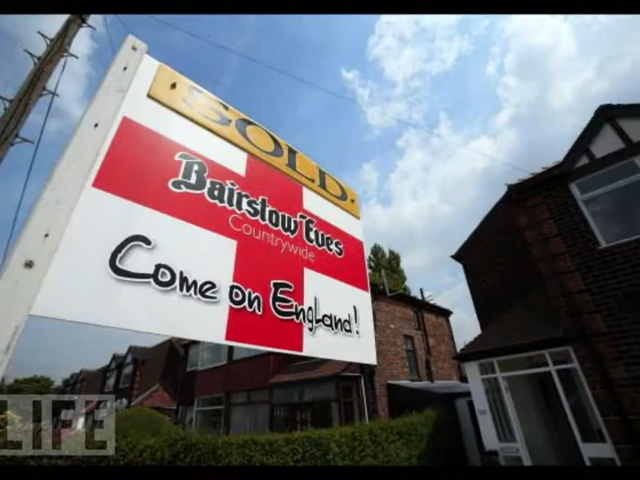 SOLD.
Bairstow Eves
Countrywide
Come on England!
LIFE